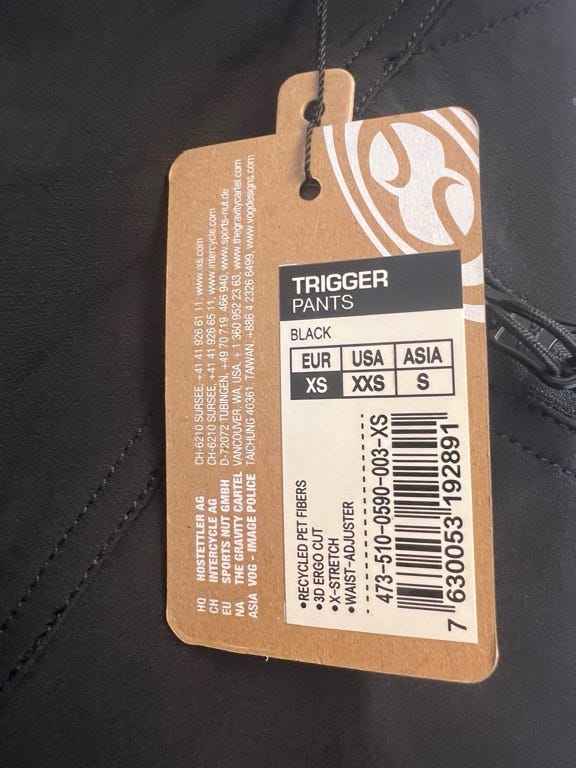 TRIGGER
PANTS
BLACK
EUR USA ASIA
XS XXS S
•RECYCLED PET FIBERS
•3D ERGO CUT
•X-STRETCH
•WAIST-ADJUSTER
473-510-0590-003-XS
7 630053 192891
HQ HOSTETTLER AG CH-6210 SURSEE, +41 41 926 61 11, www.ixs.com
CH INTERCYCLE AG CH-6210 SURSEE, +41 41 926 65 11, www.intercycle.com
EU SPORTS NUT GMBH D-72072 TÜBINGEN, +49 70 719 466 940, www.sports-nut.de
NA THE GRAVITY CARTEL VANCOUVER, WA, USA, +1 360 952 23 63, www.thegravitycartel.com
ASIA VOG - IMAGE POLICE TAICHUNG 40361, TAIWAN, +886 4 2326 6499, www.vogdesigns.com